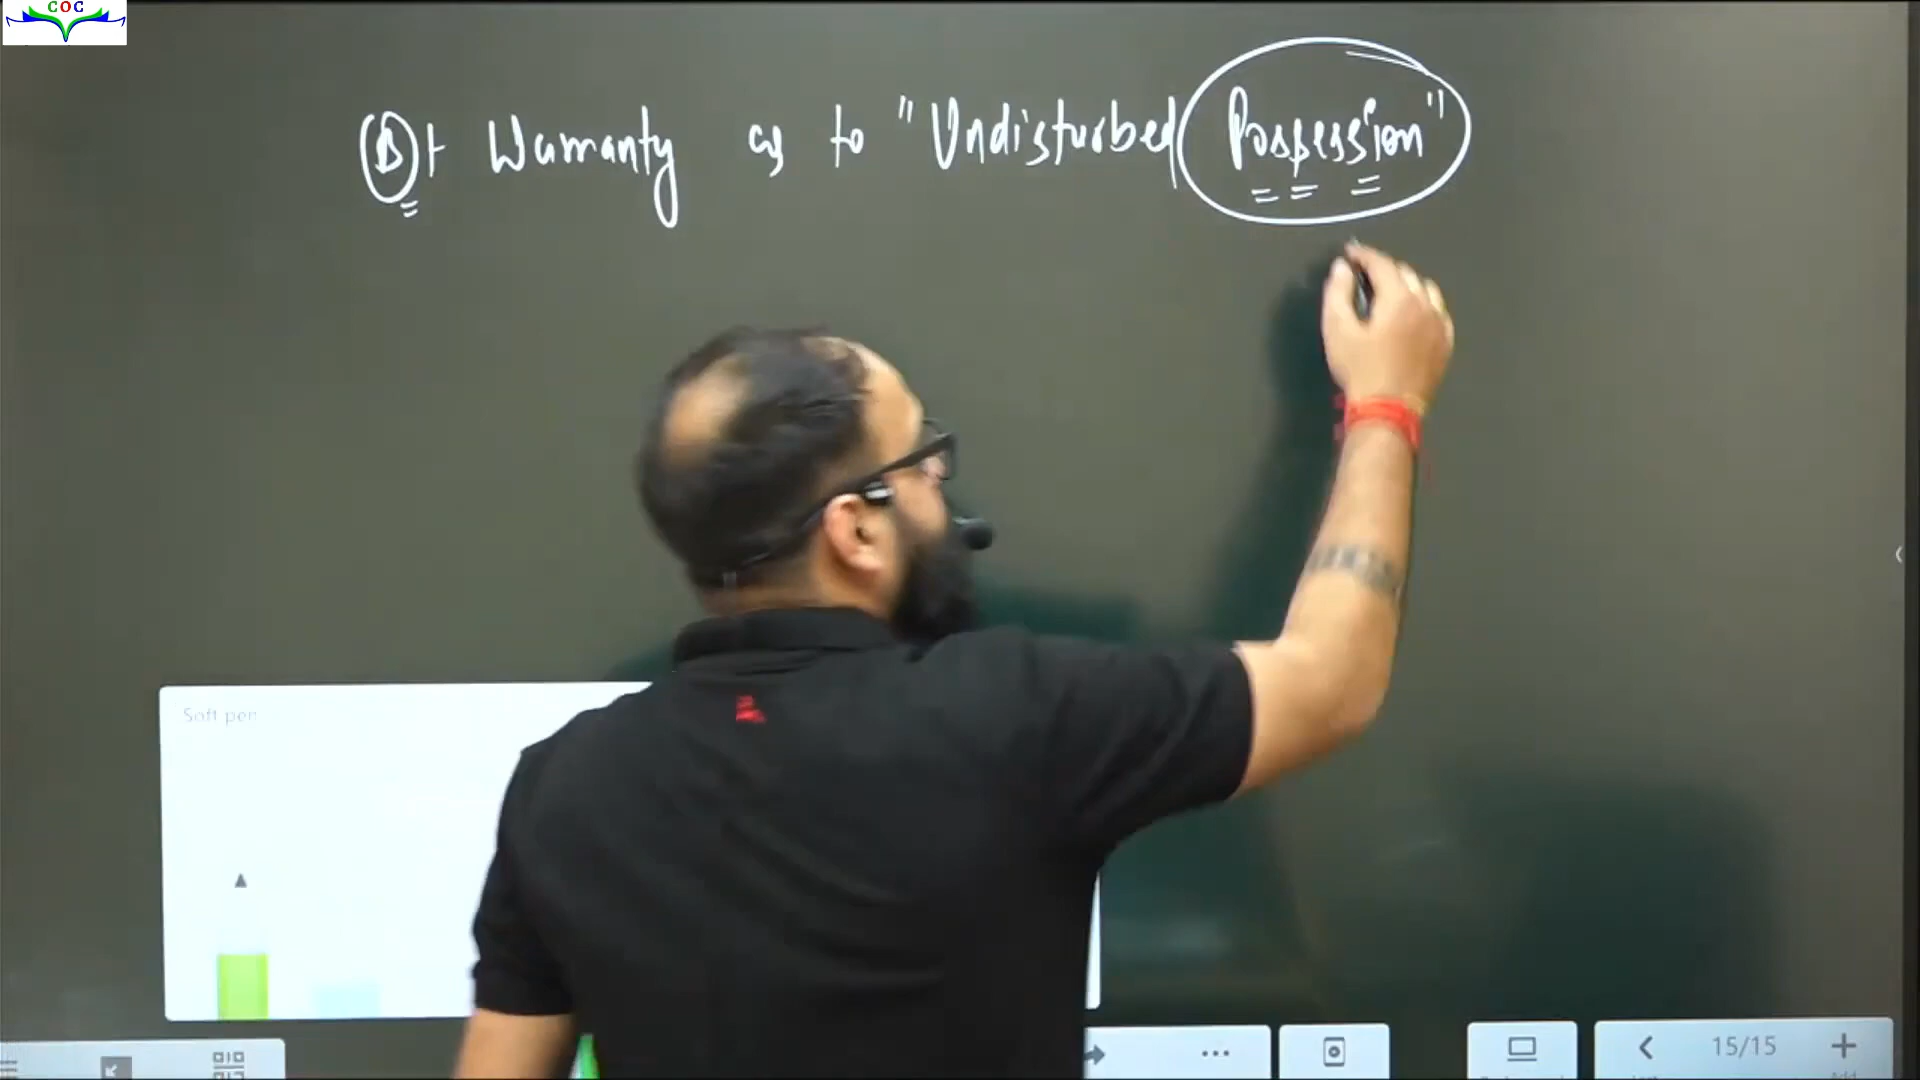 COC
(B)+ Warranty as to "Undisturbed Possession"
Soft pen
15/15